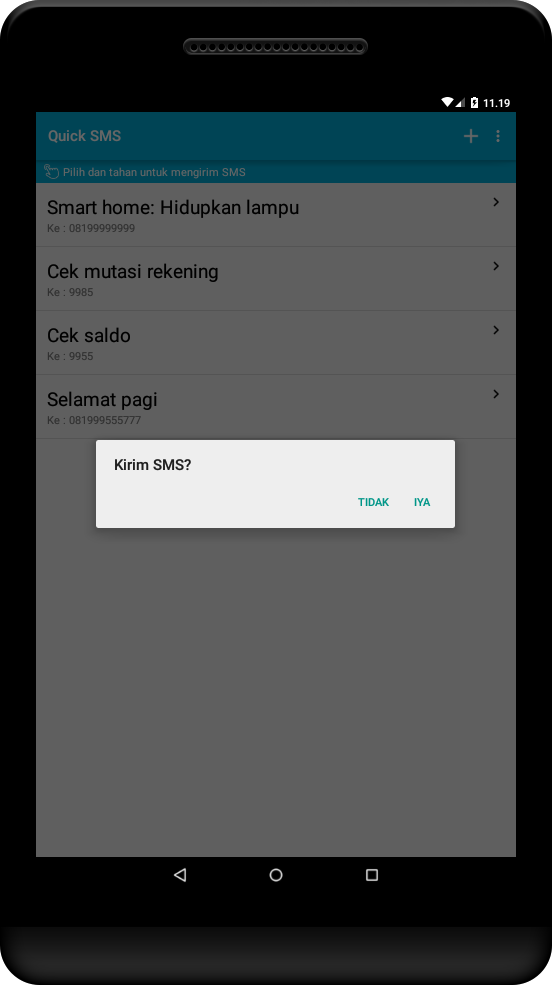 11.19
Quick SMS
Pilih dan tahan untuk mengirim SMS
Smart home: Hidupkan lampu
Ke : 08199999999
Cek mutasi rekening
Ke : 9985
Cek saldo
Ke : 9955
Selamat pagi
Ke : 081999555777
Kirim SMS?
TIDAK IYA